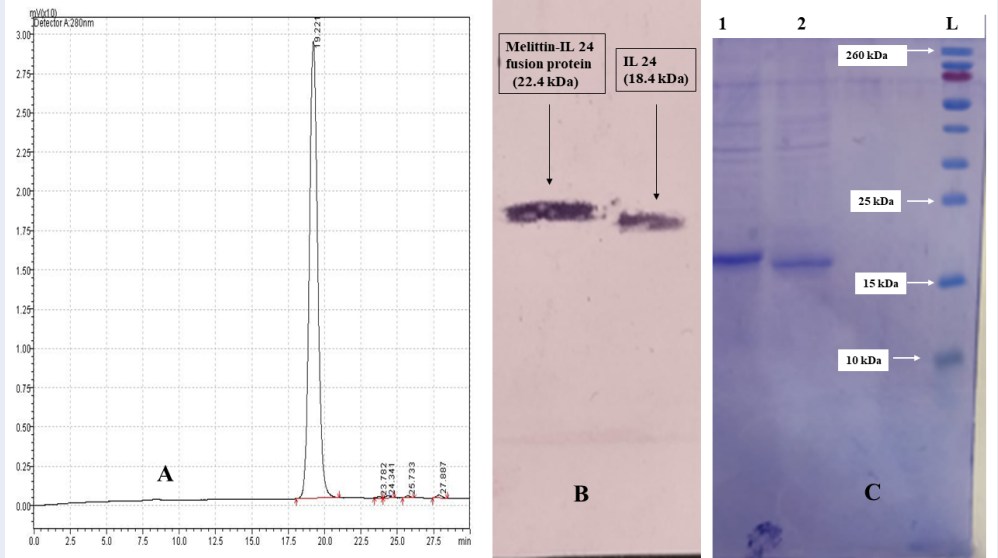 mV(x10)
Detector A:280nm
3.00
2.75
2.50
2.25
2.00
1.75
1.50
1.25
1.00
0.75
0.50
0.25
0.00
19.221
23.782
24.341
25.733
27.887
0.0 2.5 5.0 7.5 10.0 12.5 15.0 17.5 20.0 22.5 25.0 27.5 min
A
Melittin-IL 24
fusion protein
(22.4 kDa)
IL 24
(18.4 kDa)
B
1 2 L
260 kDa
25 kDa
15 kDa
10 kDa
C